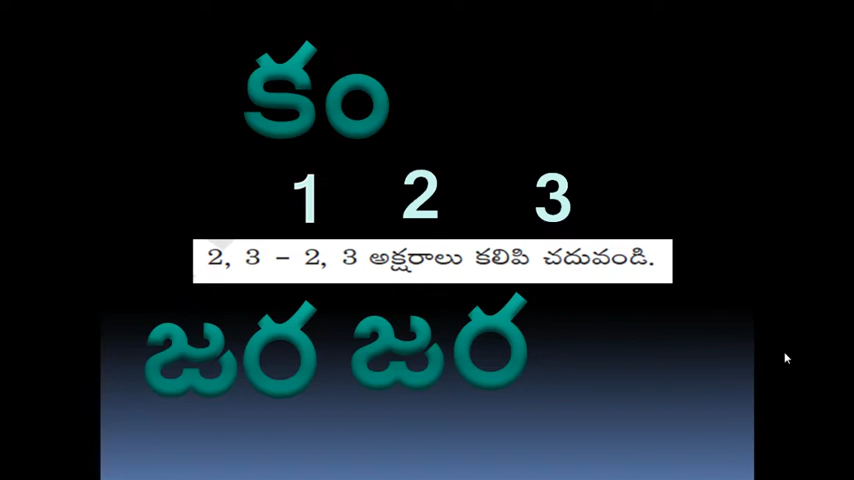 కం
1 2 3
2, 3 – 2, 3 అక్షరాలు కలిపి చదువండి.
జర జర